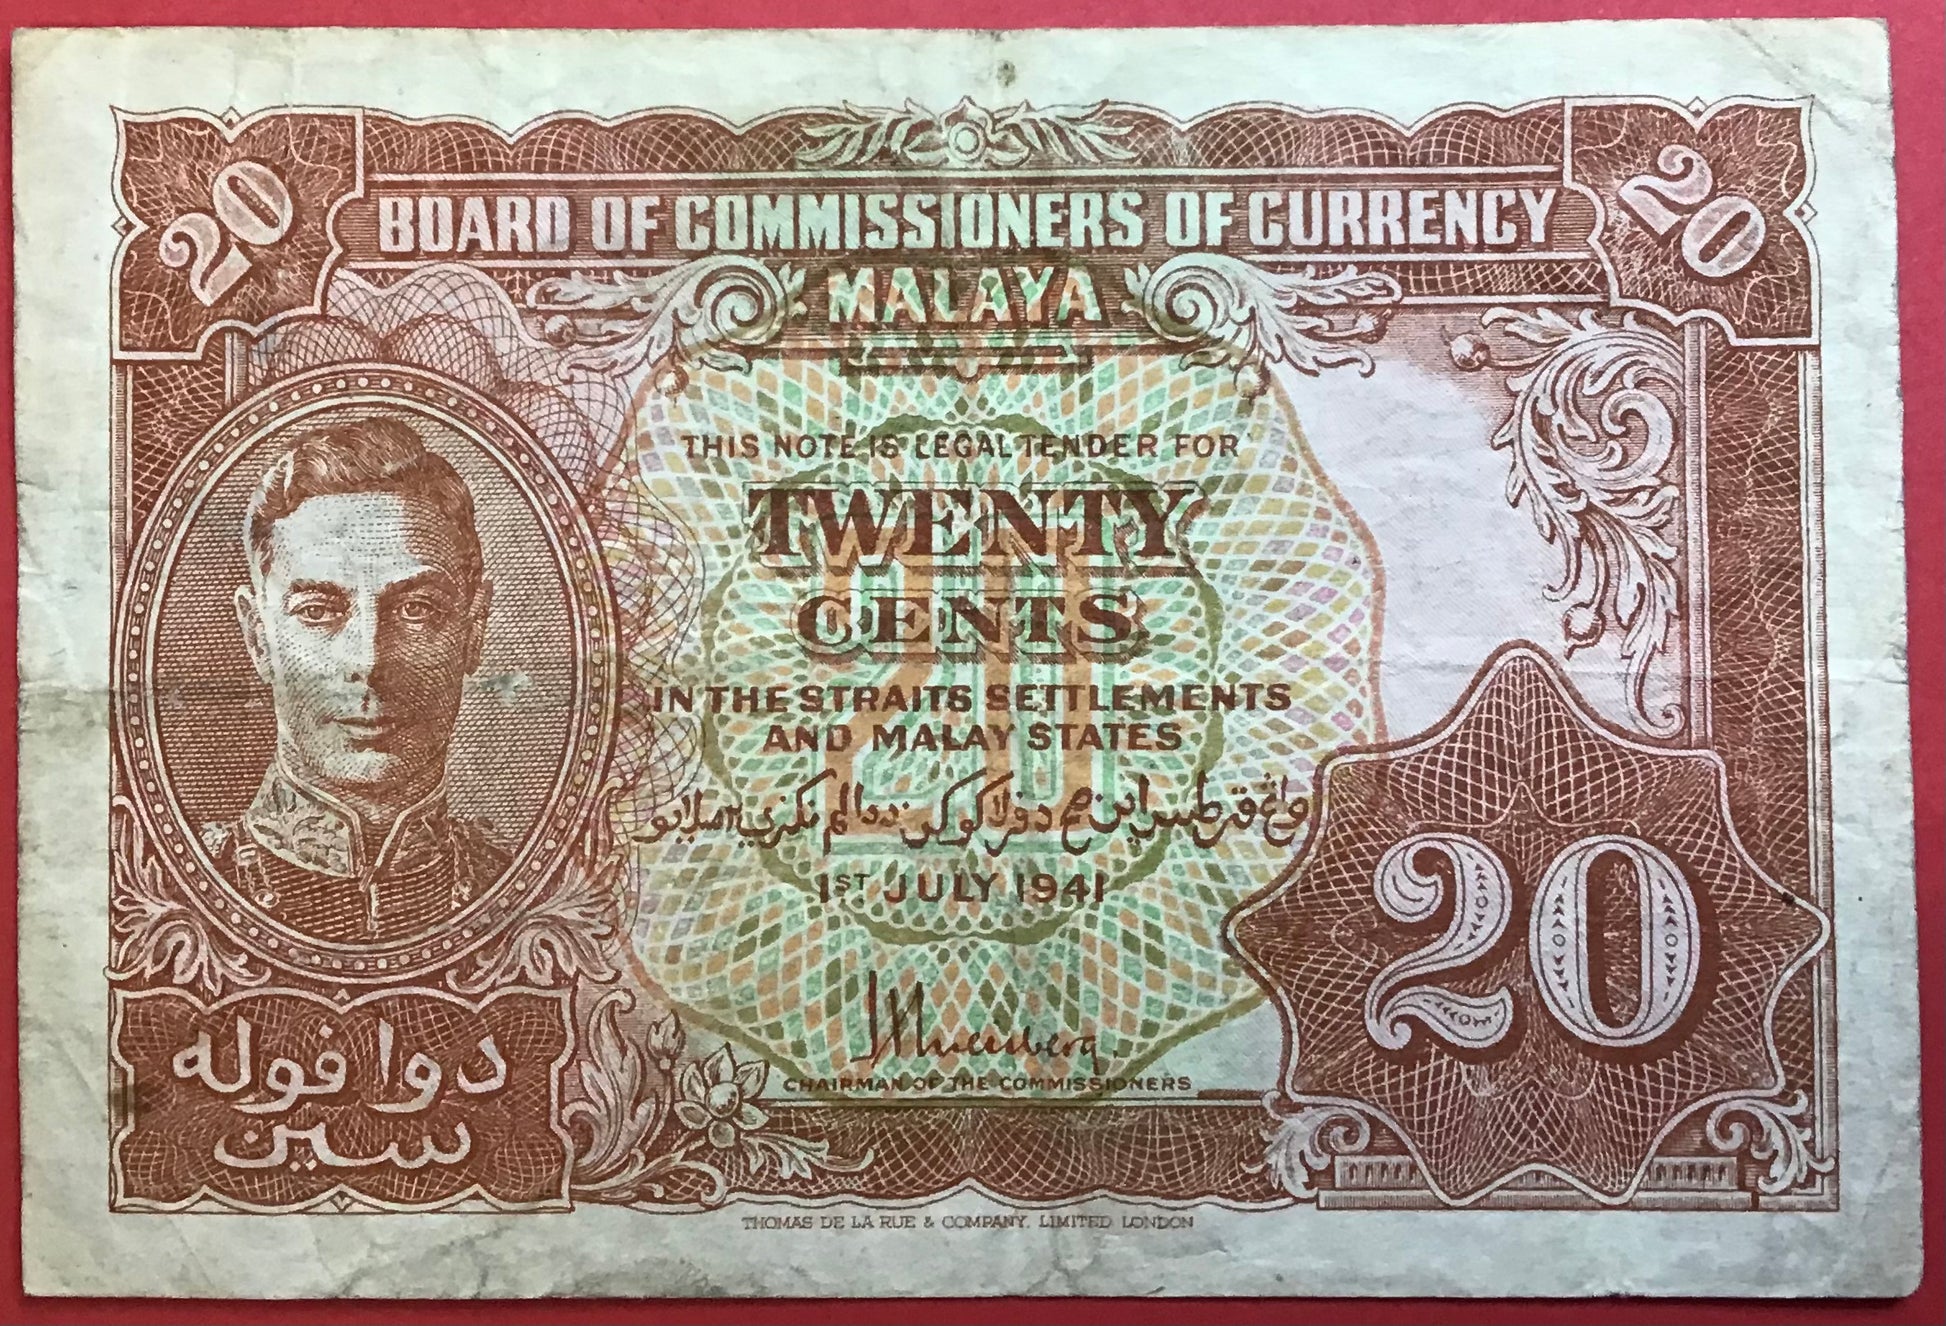 20
20
BOARD OF COMMISSIONERS OF CURRENCY
MALAYA
THIS NOTE IS LEGAL TENDER FOR
TWENTY
CENTS
20
IN THE STRAITS SETTLEMENTS
AND MALAY STATES
1ST JULY 1941
20
CHAIRMAN OF THE COMMISSIONERS
دوا ڤوله
سين
THOMAS DE LA RUE & COMPANY, LIMITED LONDON